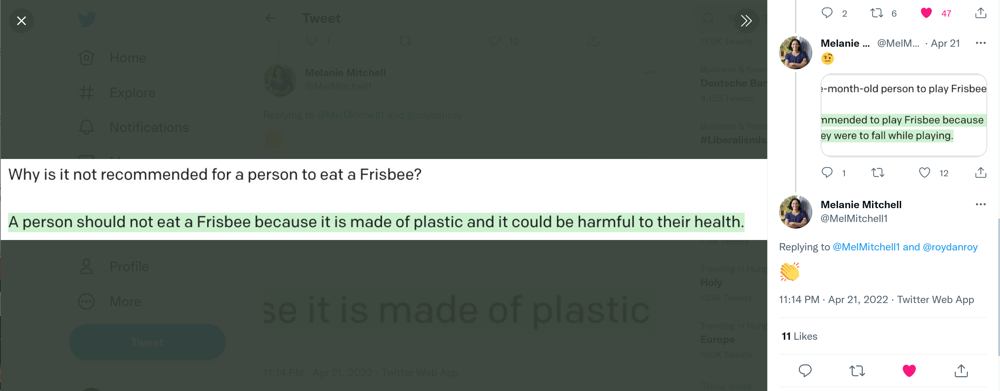 Tweet
1
12
17.9K Tweets
Home
Explore
Notifications
Melanie Mitchell
@MelMitchell1
Replying to @MelMitchell1 and @roydanroy
Business & finan
Deutsche Bar
4,153 Tweets
Business & finan
#LiberalismIs
Why is it not recommended for a person to eat a Frisbee?
A person should not eat a Frisbee because it is made of plastic and it could be harmful to their health.
1.1M Tweets
Profile
More
Tweet
se it is made of plastic
11:14 PM · Apr 21, 2022 · Twitter Web App
Trending in Hung
Holy
153K Tweets
Trending in Hung
Europe
180K Tweets
Show more
2
6
47
Melanie ... @MelM... · Apr 21
e-month-old person to play Frisbee
mmended to play Frisbee because
ey were to fall while playing.
1
12
Melanie Mitchell
@MelMitchell1
Replying to @MelMitchell1 and @roydanroy
11:14 PM · Apr 21, 2022 · Twitter Web App
11 Likes